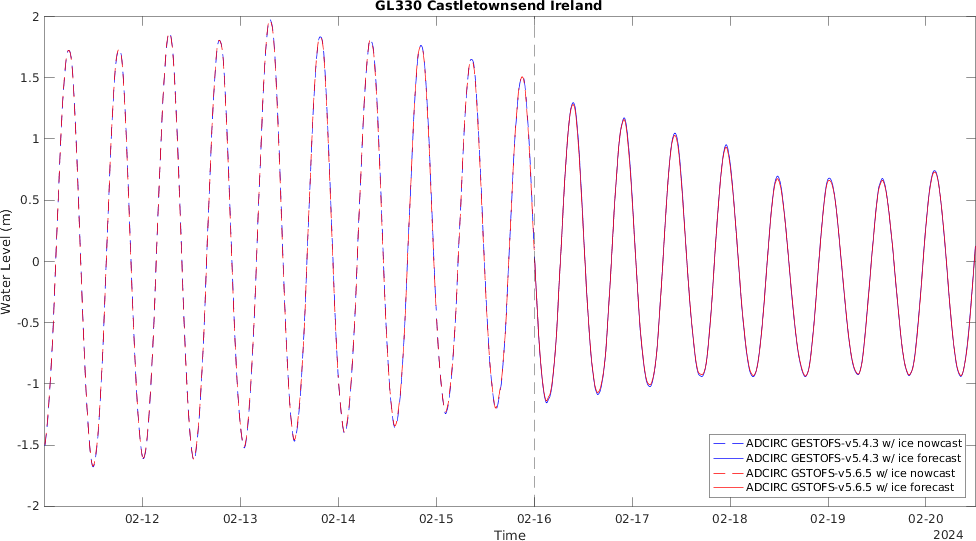 GL330 Castletownsend Ireland
2
1.5
1
0.5
0
-0.5
-1
-1.5
-2
Water Level (m)
ADCIRC GESTOFS-v5.4.3 w/ ice nowcast
ADCIRC GESTOFS-v5.4.3 w/ ice forecast
ADCIRC GSTOFS-v5.6.5 w/ ice nowcast
ADCIRC GSTOFS-v5.6.5 w/ ice forecast
02-12 02-13 02-14 02-15 02-16 02-17 02-18 02-19 02-20
Time
2024